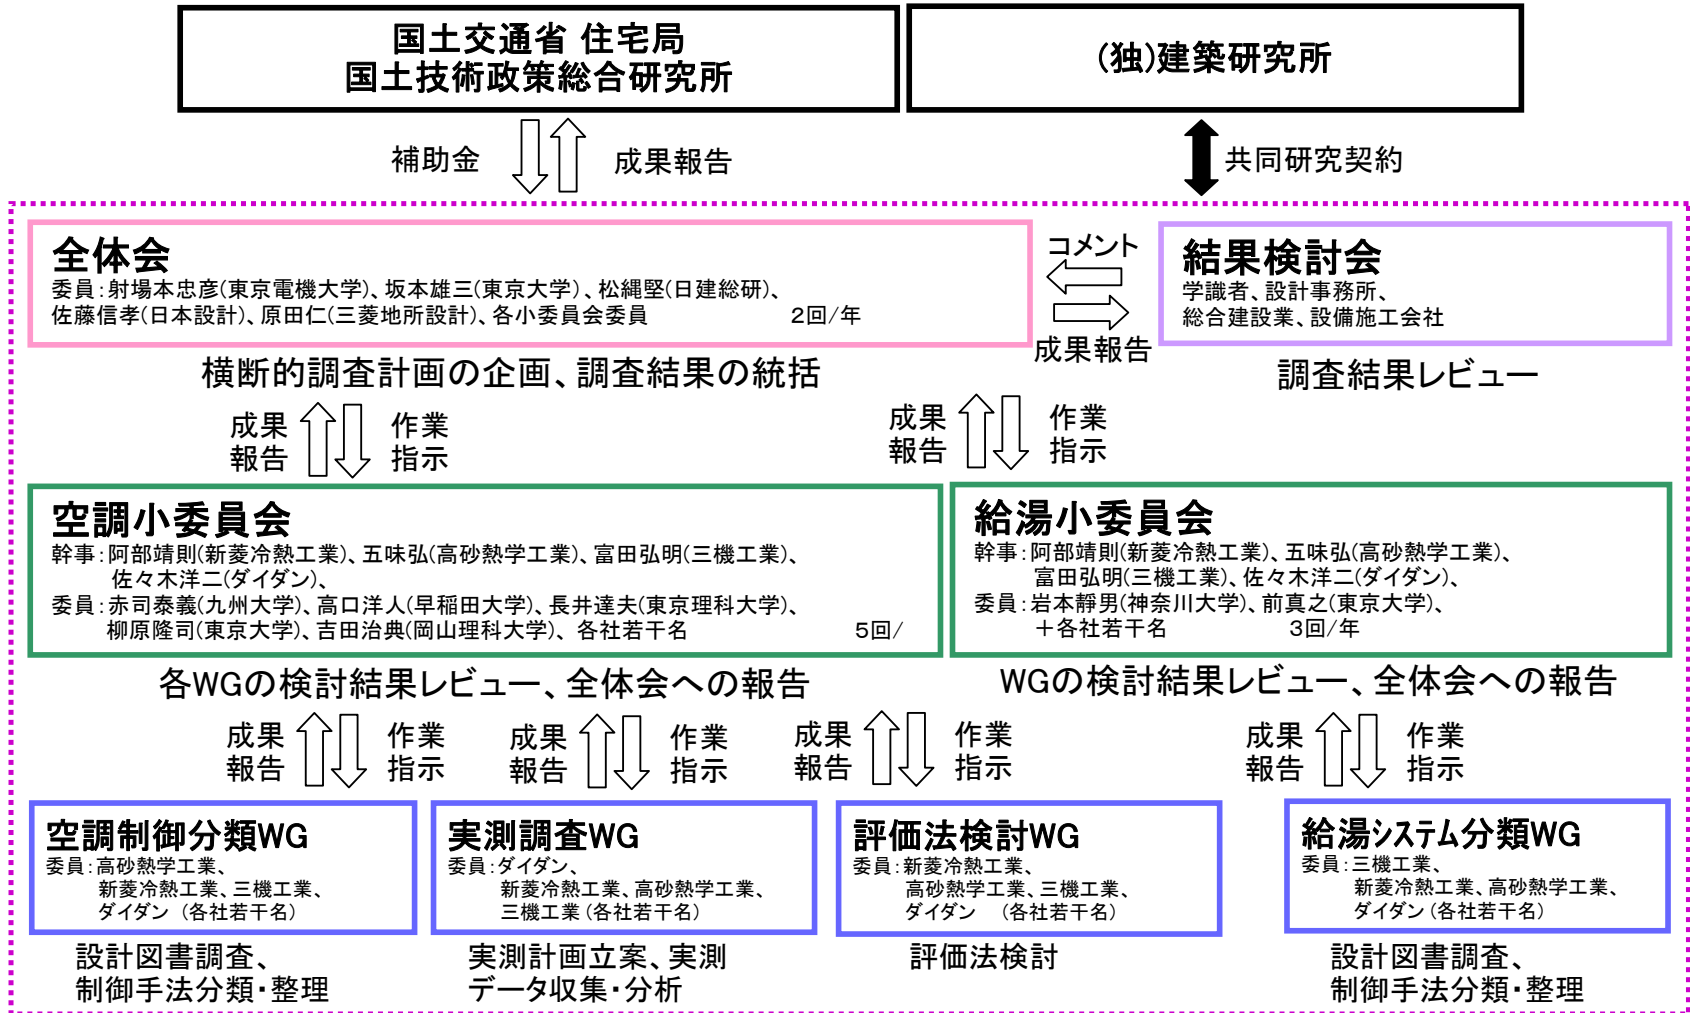 国土交通省 住宅局
国土技術政策総合研究所
(独)建築研究所
補助金
成果報告
共同研究契約
全体会
委員：射場本忠彦(東京電機大学)、坂本雄三(東京大学)、松縄堅(日建総研)、
佐藤信孝(日本設計)、原田仁(三菱地所設計)、各小委員会委員 2回/年
コメント
成果報告
結果検討会
学識者、設計事務所、
総合建設業、設備施工会社
横断的調査計画の企画、調査結果の統括
調査結果レビュー
成果
報告
作業
指示
成果
報告
作業
指示
空調小委員会
幹事：阿部靖則(新菱冷熱工業)、五味弘(高砂熱学工業)、富田弘明(三機工業)、
佐々木洋二(ダイダン)、
委員：赤司泰義(九州大学)、高口洋人(早稲田大学)、長井達夫(東京理科大学)、
柳原隆司(東京大学)、吉田治典(岡山理科大学)、各社若干名 5回/
給湯小委員会
幹事：阿部靖則(新菱冷熱工業)、五味弘(高砂熱学工業)、
富田弘明(三機工業)、佐々木洋二(ダイダン)、
委員：岩本靜男(神奈川大学)、前真之(東京大学)、
＋各社若干名 3回/年
各WGの検討結果レビュー、全体会への報告
WGの検討結果レビュー、全体会への報告
成果
報告
作業
指示
成果
報告
作業
指示
成果
報告
作業
指示
成果
報告
作業
指示
空調制御分類WG
委員：高砂熱学工業、
新菱冷熱工業、三機工業、
ダイダン (各社若干名)
実測調査WG
委員：ダイダン、
新菱冷熱工業、高砂熱学工業、
三機工業 (各社若干名)
評価法検討WG
委員：新菱冷熱工業、
高砂熱学工業、三機工業、
ダイダン (各社若干名)
給湯システム分類WG
委員：三機工業、
新菱冷熱工業、高砂熱学工業、
ダイダン (各社若干名)
設計図書調査、
制御手法分類・整理
実測計画立案、実測
データ収集・分析
評価法検討
設計図書調査、
制御手法分類・整理